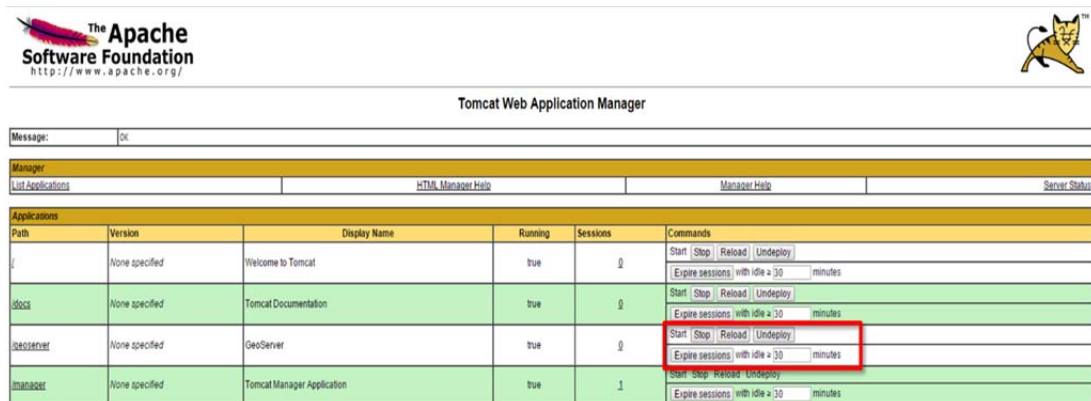 The Apache
Software Foundation
http://www.apache.org/
TM
Tomcat Web Application Manager
Message: OK
Manager
List Applications HTML Manager Help Manager Help Server Status
Applications
Path Version Display Name Running Sessions Commands
/ None specified Welcome to Tomcat true 0 Start Stop Reload Undeploy
Expire sessions with idle ≥ 30 minutes
/docs None specified Tomcat Documentation true 0 Start Stop Reload Undeploy
Expire sessions with idle ≥ 30 minutes
/geoserver None specified GeoServer true 0 Start Stop Reload Undeploy
Expire sessions with idle ≥ 30 minutes
/manager None specified Tomcat Manager Application true 1 Start Stop Reload Undeploy
Expire sessions with idle ≥ 30 minutes